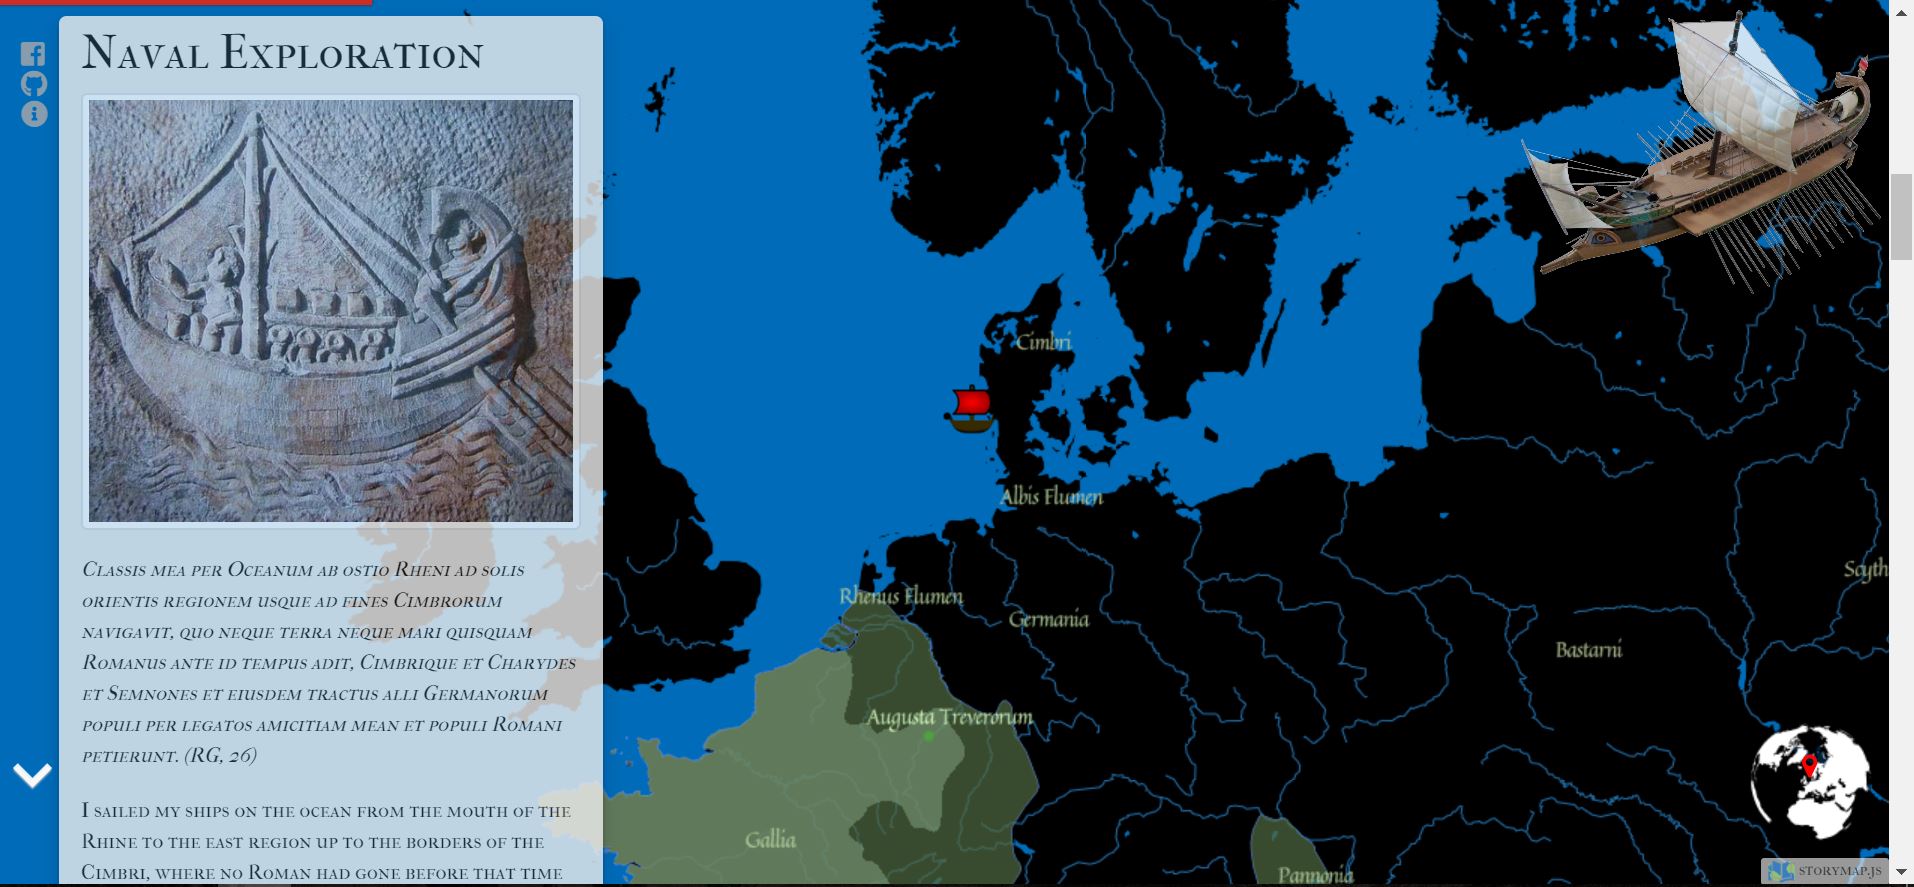 Naval Exploration
Classis mea per Oceanum ab ostio Rheni ad solis
orientis regionem usque ad fines Cimbrorum
navigavit, quo neque terra neque mari quisquam
Romanus ante id tempus adit, Cimbrique et Charydes
et Semnones et eiusdem tractus alli Germanorum
populi per legatos amicitiam mean et populi Romani
petierunt. (RG, 26)
I sailed my ships on the ocean from the mouth of the
Rhine to the east region up to the borders of the
Cimbri, where no Roman had gone before that time
Cimbri
Albis Flumen
Rhenus Flumen
Germania
Scyth
Bastarni
Augusta Treverorum
Gallia
Pannonia
StoryMap.js